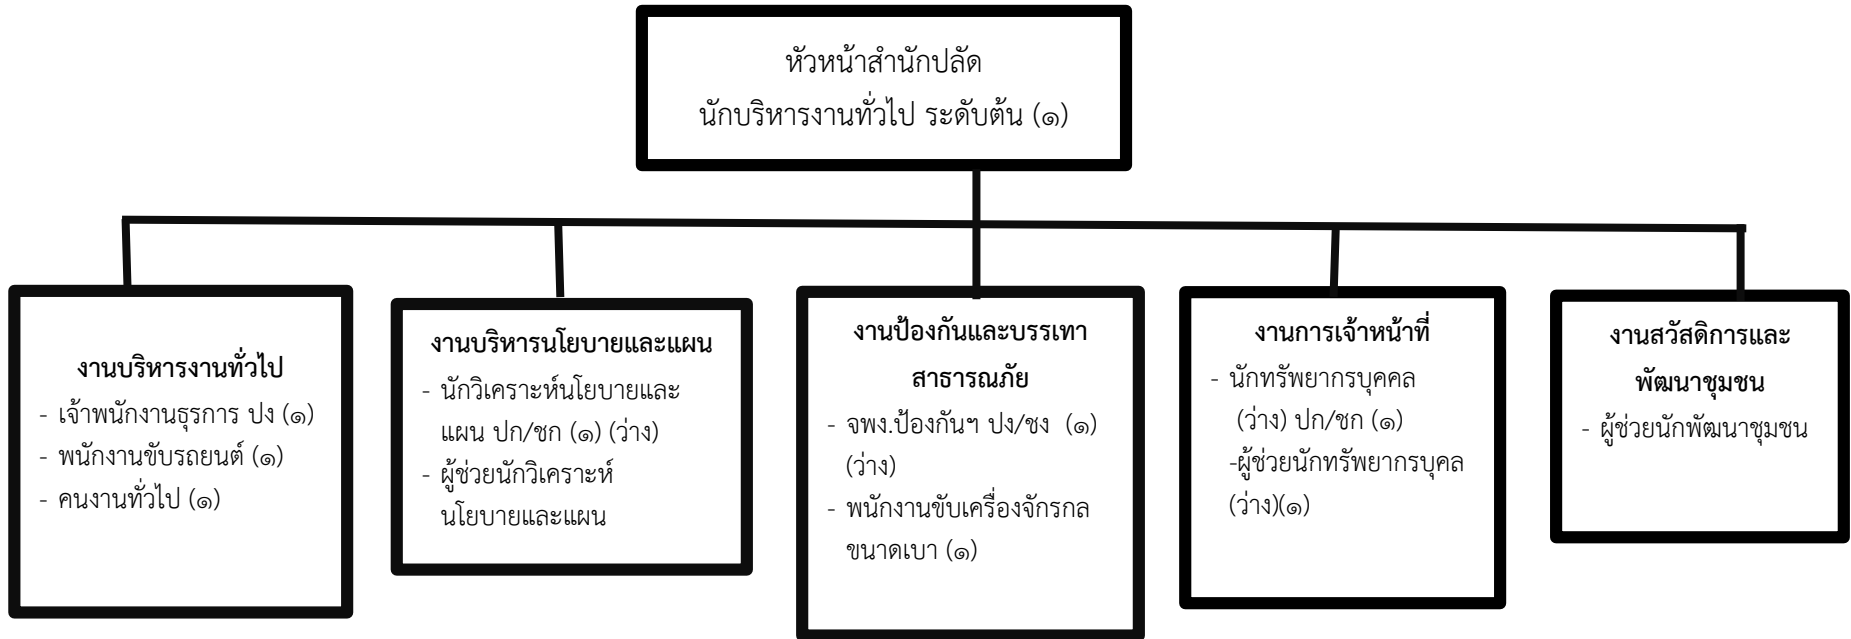 หัวหน้าสำนักปลัด
นักบริหารงานทั่วไป ระดับต้น (๑)
งานบริหารงานทั่วไป
- เจ้าพนักงานธุรการ ปง (๑)
- พนักงานขับรถยนต์ (๑)
- คนงานทั่วไป (๑)
งานบริหารนโยบายและแผน
- นักวิเคราะห์นโยบายและ
แผน ปก/ชก (๑) (ว่าง)
- ผู้ช่วยนักวิเคราะห์
นโยบายและแผน
งานป้องกันและบรรเทา
สาธารณภัย
- จพง.ป้องกันฯ ปง/ชง (๑)
(ว่าง)
- พนักงานขับเครื่องจักรกล
ขนาดเบา (๑)
งานการเจ้าหน้าที่
- นักทรัพยากรบุคคล
(ว่าง) ปก/ชก (๑)
-ผู้ช่วยนักทรัพยากรบุคล
(ว่าง)(๑)
งานสวัสดิการและ
พัฒนาชุมชน
- ผู้ช่วยนักพัฒนาชุมชน